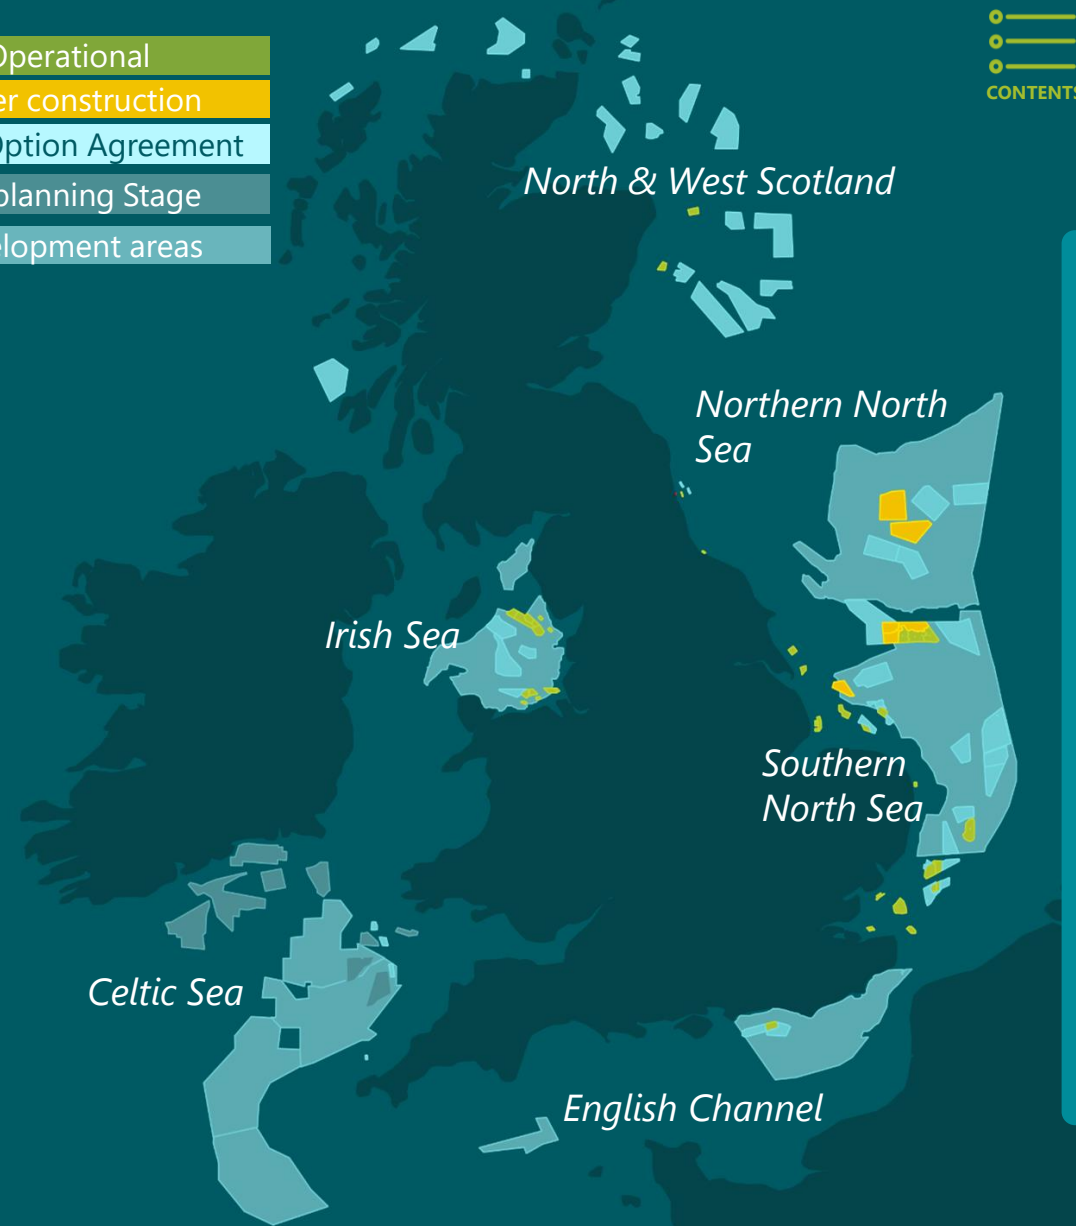 Operational
er construction
Option Agreement
planning Stage
elopment areas
CONTENTS
North & West Scotland
Northern North
Sea
Irish Sea
Southern
North Sea
Celtic Sea
English Channel